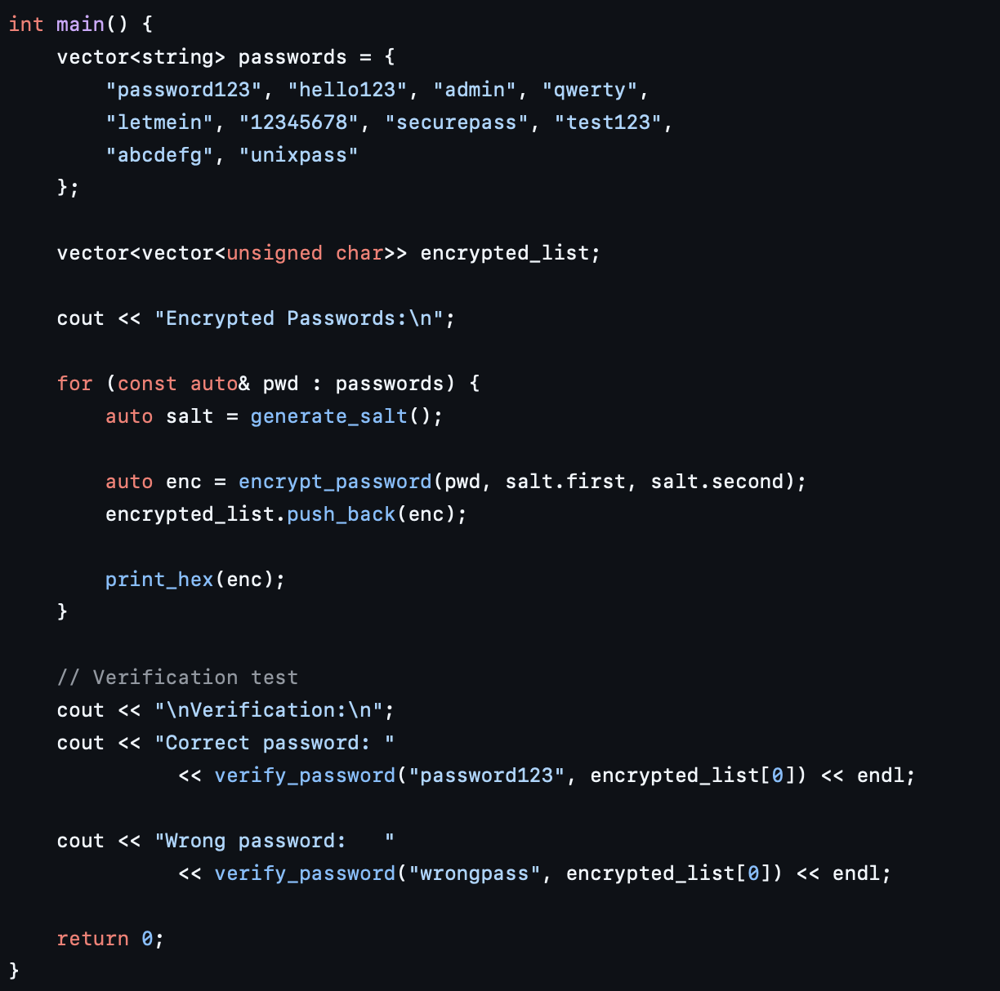 int main() {
    vector<string> passwords = {
        "password123", "hello123", "admin", "qwerty",
        "letmein", "12345678", "securepass", "test123",
        "abcdefg", "unixpass"
    };

    vector<vector<unsigned char>> encrypted_list;

    cout << "Encrypted Passwords:\n";

    for (const auto& pwd : passwords) {
        auto salt = generate_salt();

        auto enc = encrypt_password(pwd, salt.first, salt.second);
        encrypted_list.push_back(enc);

        print_hex(enc);
    }

    // Verification test
    cout << "\nVerification:\n";
    cout << "Correct password: "
              << verify_password("password123", encrypted_list[0]) << endl;

    cout << "Wrong password:   "
              << verify_password("wrongpass", encrypted_list[0]) << endl;

    return 0;
}